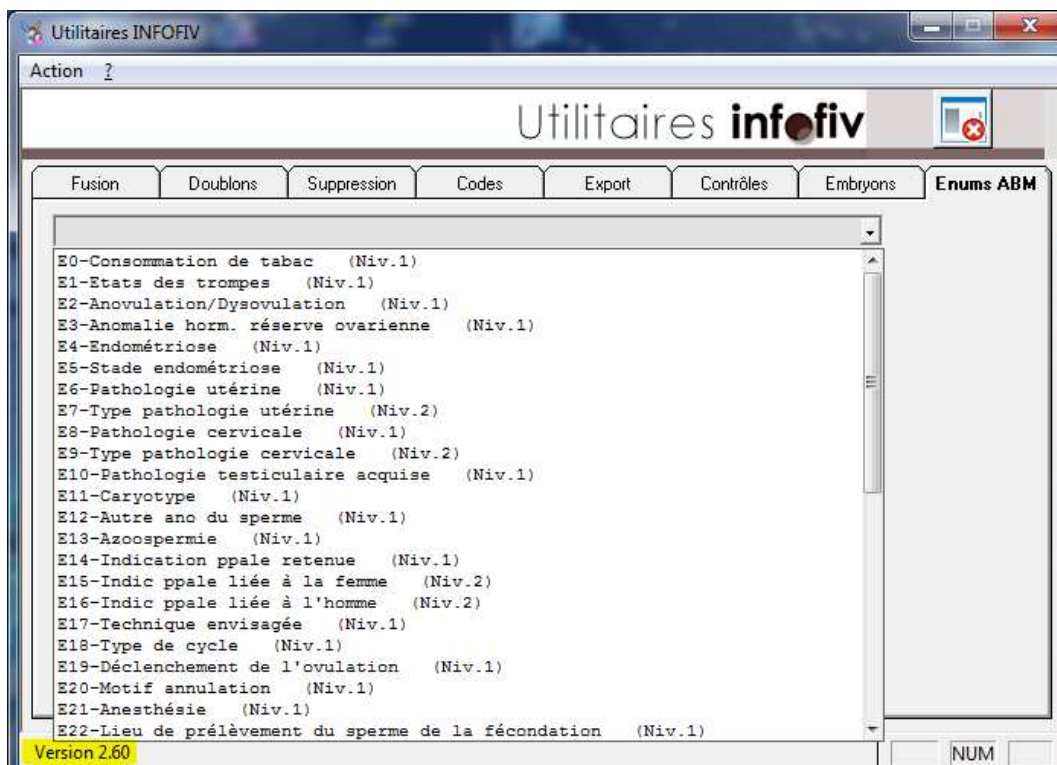 Utilitaires INFOFIV
Action ?
Utilitaires infofiv
Fusion Doublons Suppression Codes Export Contrôles Embryons Enums ABM
E0-Consommation de tabac (Niv.1)
E1-Etats des trompes (Niv.1)
E2-Anovulation/Dysovulation (Niv.1)
E3-Anomalie horm. réserve ovarienne (Niv.1)
E4-Endométriose (Niv.1)
E5-Stade endométriose (Niv.1)
E6-Pathologie utérine (Niv.1)
E7-Type pathologie utérine (Niv.2)
E8-Pathologie cervicale (Niv.1)
E9-Type pathologie cervicale (Niv.2)
E10-Pathologie testiculaire acquise (Niv.1)
E11-Caryotype (Niv.1)
E12-Autre ano du sperme (Niv.1)
E13-Azoospermie (Niv.1)
E14-Indication ppale retenue (Niv.1)
E15-Indic ppale liée à la femme (Niv.2)
E16-Indic ppale liée à l'homme (Niv.2)
E17-Technique envisagée (Niv.1)
E18-Type de cycle (Niv.1)
E19-Déclenchement de l'ovulation (Niv.1)
E20-Motif annulation (Niv.1)
E21-Anesthésie (Niv.1)
E22-Lieu de prélèvement du sperme de la fécondation (Niv.1)
Version 2.60 NUM